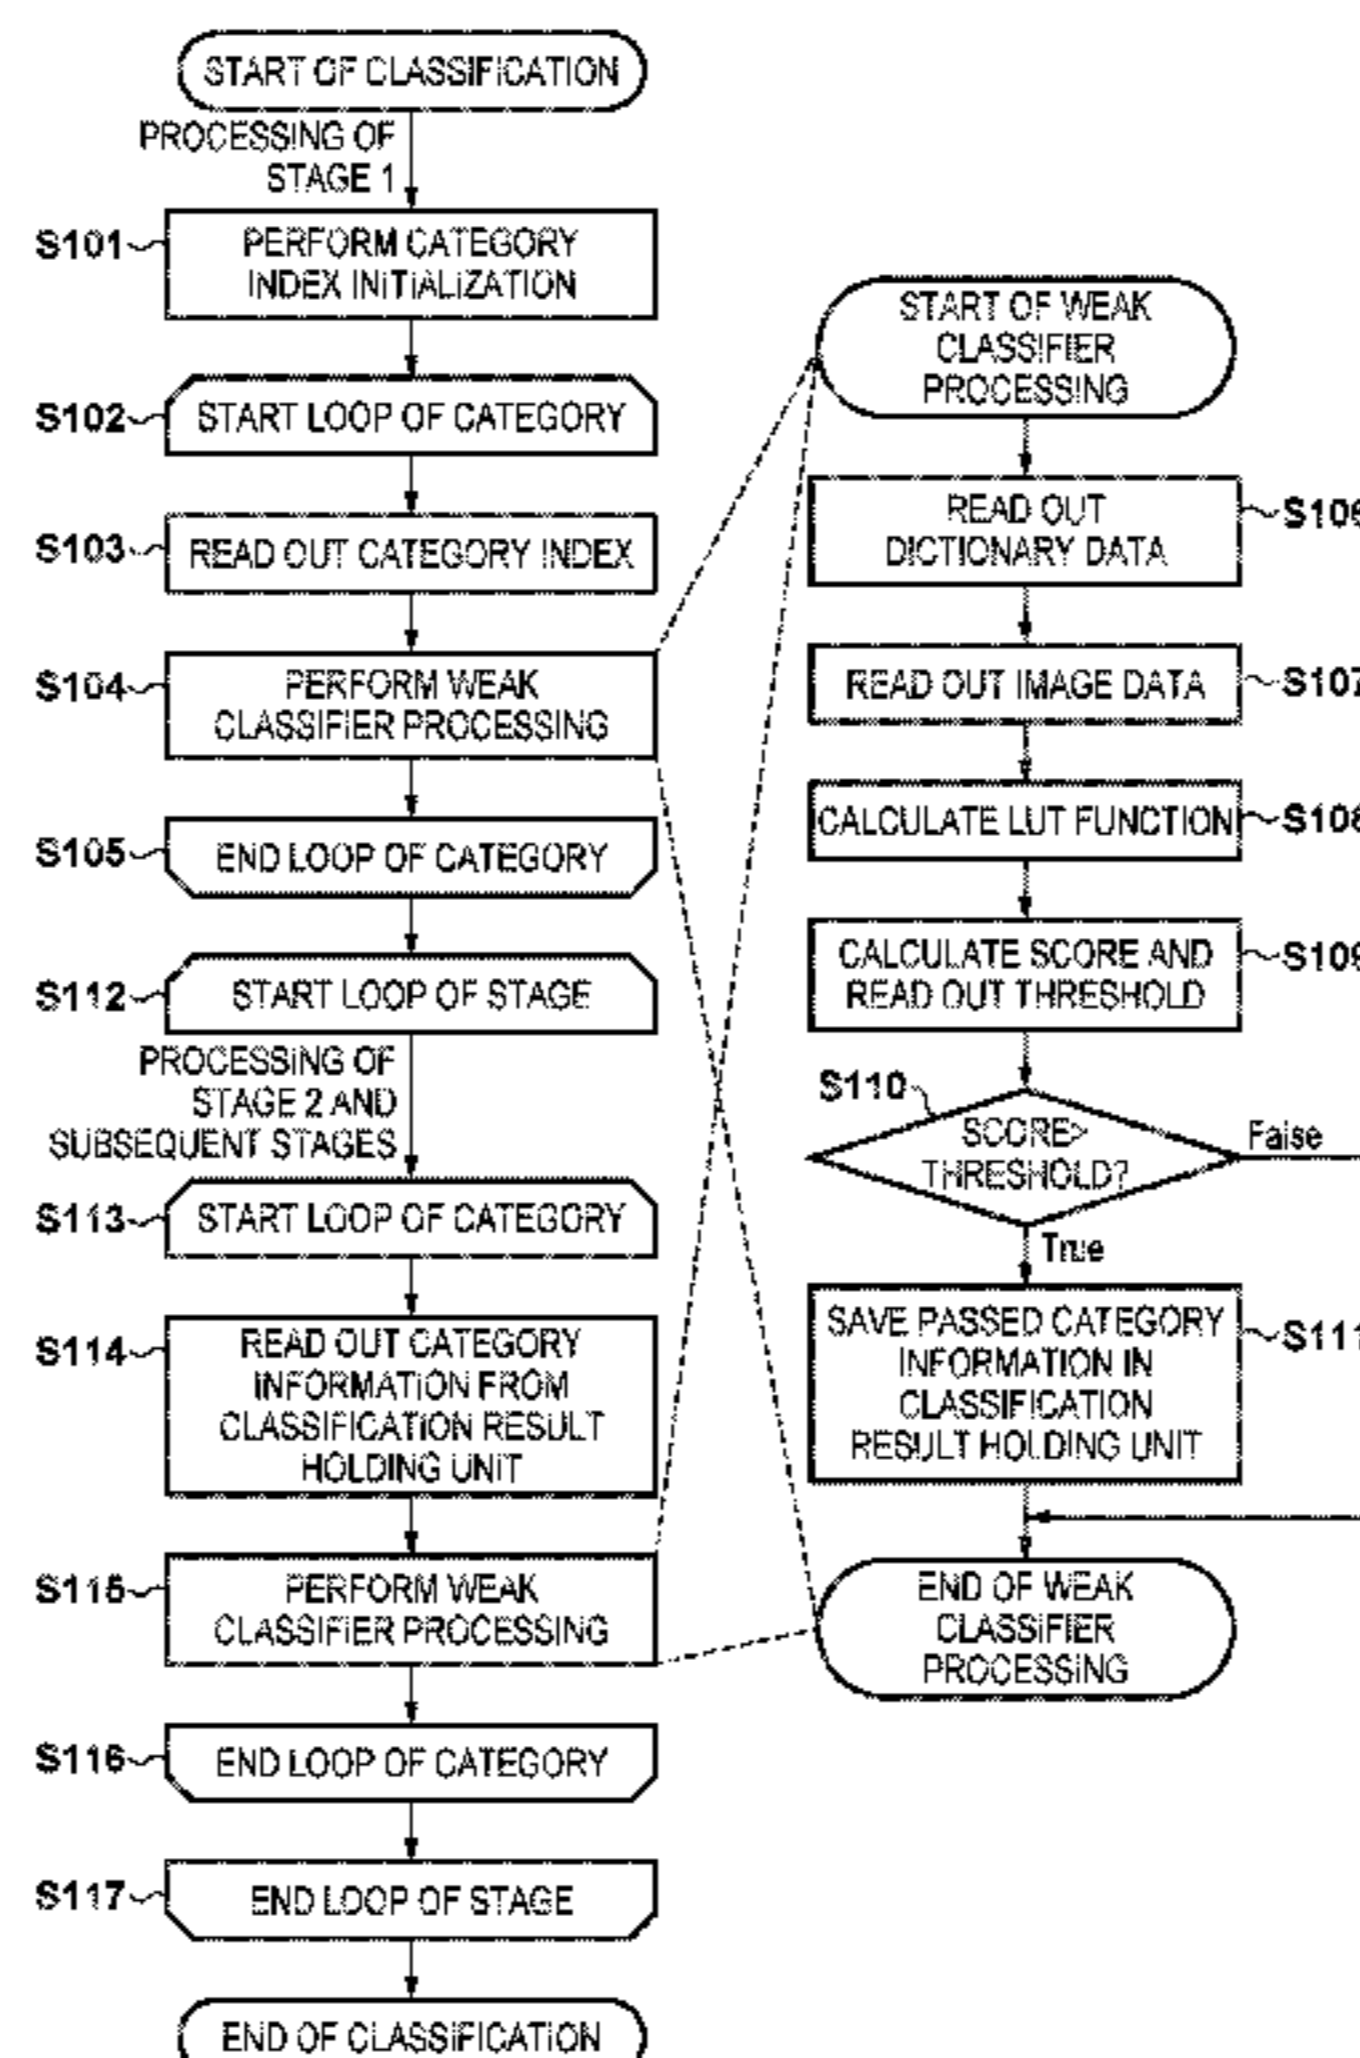 START OF CLASSIFICATION
PROCESSING OF
STAGE 1
S101
PERFORM CATEGORY
INDEX INITIALIZATION
S102
START LOOP OF CATEGORY
S103
READ OUT CATEGORY INDEX
S104
PERFORM WEAK
CLASSIFIER PROCESSING
S105
END LOOP OF CATEGORY
S112
START LOOP OF STAGE
PROCESSING OF
STAGE 2 AND
SUBSEQUENT STAGES
S113
START LOOP OF CATEGORY
S114
READ OUT CATEGORY
INFORMATION FROM
CLASSIFICATION RESULT
HOLDING UNIT
S115
PERFORM WEAK
CLASSIFIER PROCESSING
S116
END LOOP OF CATEGORY
S117
END LOOP OF STAGE
END OF CLASSIFICATION
START OF WEAK
CLASSIFIER
PROCESSING
READ OUT
DICTIONARY DATA
S106
READ OUT IMAGE DATA
S107
CALCULATE LUT FUNCTION
S108
CALCULATE SCORE AND
READ OUT THRESHOLD
S109
S110
SCORE>
THRESHOLD?
False
True
SAVE PASSED CATEGORY
INFORMATION IN
CLASSIFICATION
RESULT HOLDING UNIT
S111
END OF WEAK
CLASSIFIER
PROCESSING